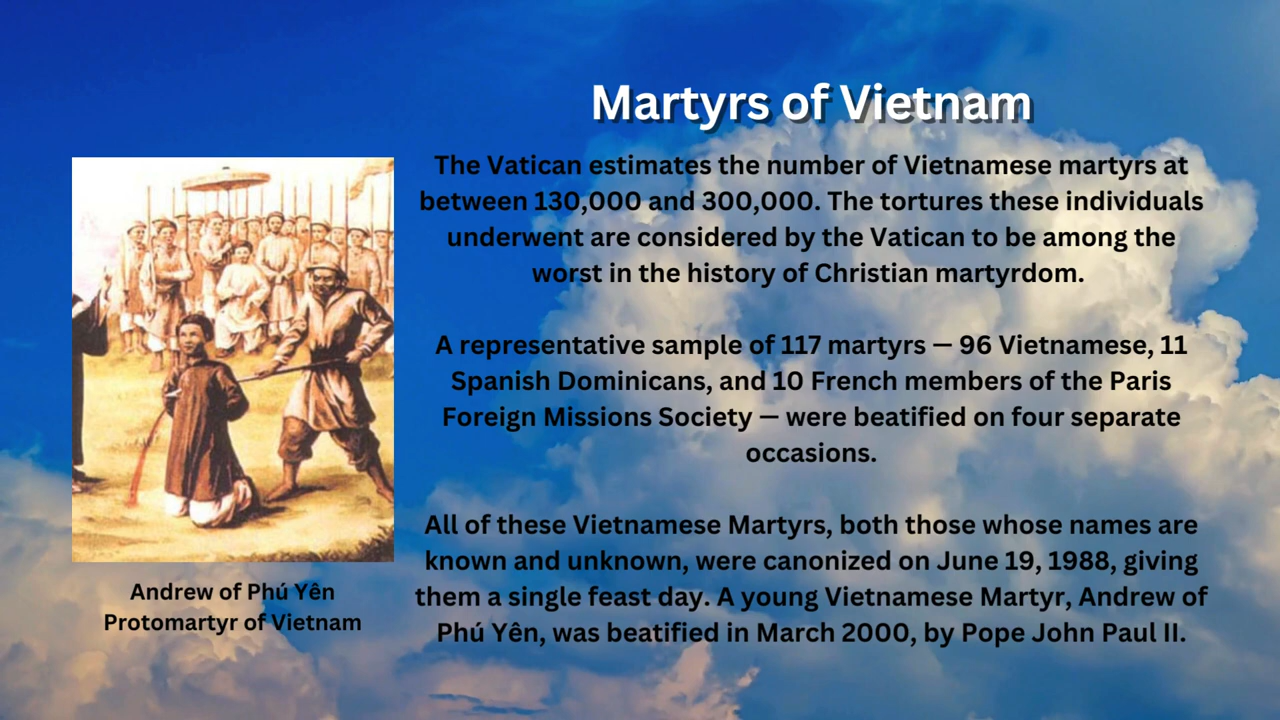 Martyrs of Vietnam
The Vatican estimates the number of Vietnamese martyrs at
between 130,000 and 300,000. The tortures these individuals
underwent are considered by the Vatican to be among the
worst in the history of Christian martyrdom.
A representative sample of 117 martyrs — 96 Vietnamese, 11
Spanish Dominicans, and 10 French members of the Paris
Foreign Missions Society — were beatified on four separate
occasions.
All of these Vietnamese Martyrs, both those whose names are
known and unknown, were canonized on June 19, 1988, giving
them a single feast day. A young Vietnamese Martyr, Andrew of
Phú Yên, was beatified in March 2000, by Pope John Paul II.
Andrew of Phú Yên
Protomartyr of Vietnam